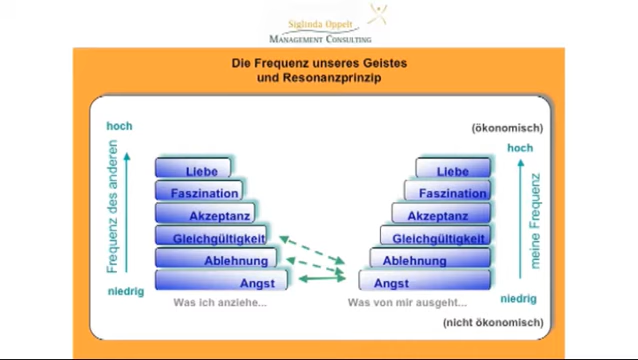 Siglinda Oppelt
MANAGEMENT CONSULTING
Die Frequenz unseres Geistes
und Resonanzprinzip
hoch
(ökonomisch)
hoch
Frequenz des anderen
Liebe
Faszination
Akzeptanz
Gleichgültigkeit
Ablehnung
Angst
Liebe
Faszination
Akzeptanz
Gleichgültigkeit
Ablehnung
Angst
meine Frequenz
niedrig
Was ich anziehe...
Was von mir ausgeht...
niedrig
(nicht ökonomisch)